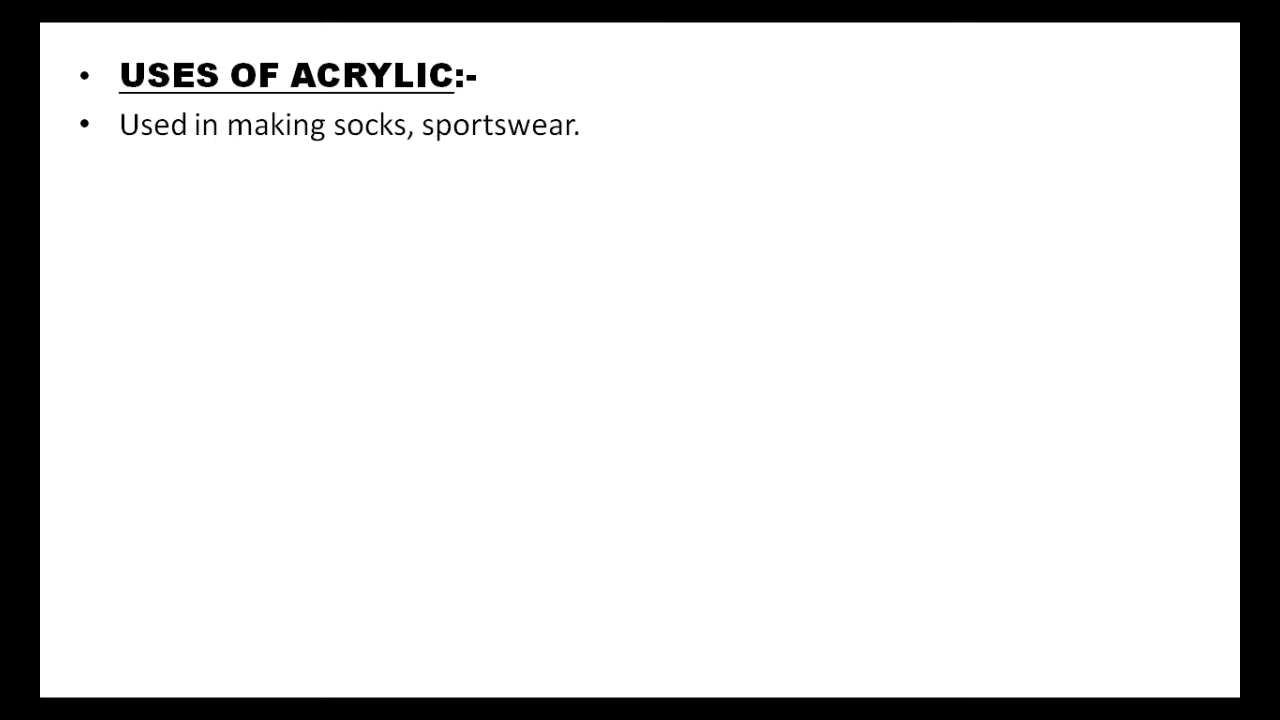 • USES OF ACRYLIC:-
• Used in making socks, sportswear.